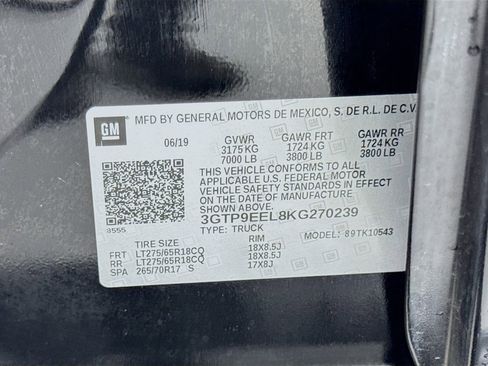 GM
MFD BY GENERAL MOTORS DE MEXICO, S. DE R.L. DE C.V
06/19 GVWR GAWR FRT GAWR RR
3175 KG 1724 KG 1724 KG
7000 LB 3800 LB 3800 LB
THIS VEHICLE CONFORMS TO ALL
APPLICABLE U.S. FEDERAL MOTOR
VEHICLE SAFETY STANDARDS IN EFFECT
ON THE DATE OF MANUFACTURE
SHOWN ABOVE.
3GTP9EEL8KG270239
8555 TYPE: TRUCK MODEL: 89TK10543
TIRE SIZE RIM
FRT LT275/65R18CQ 18X8.5J
RR LT275/65R18CQ 18X8.5J
SPA 265/70R17 S 17X8J